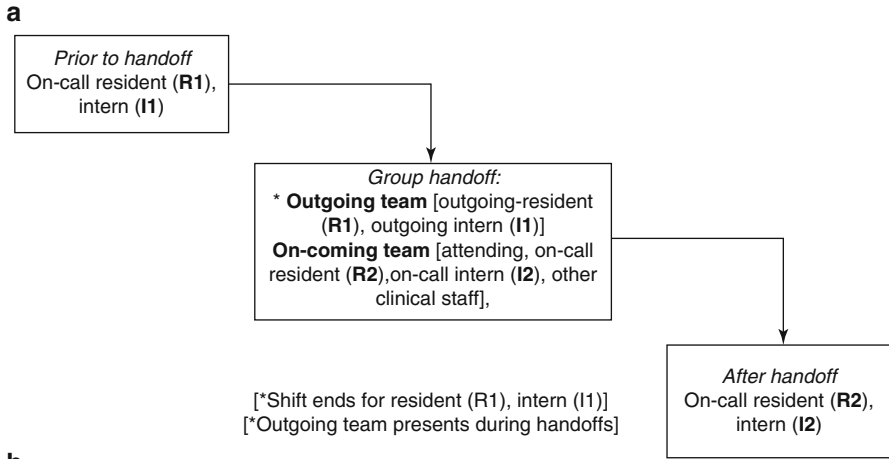 a
Prior to handoff
On-call resident (R1),
intern (I1)
Group handoff:
* Outgoing team [outgoing-resident
(R1), outgoing intern (I1)]
On-coming team [attending, on-call
resident (R2),on-call intern (I2), other
clinical staff],
After handoff
On-call resident (R2),
intern (I2)
[*Shift ends for resident (R1), intern (I1)]
[*Outgoing team presents during handoffs]